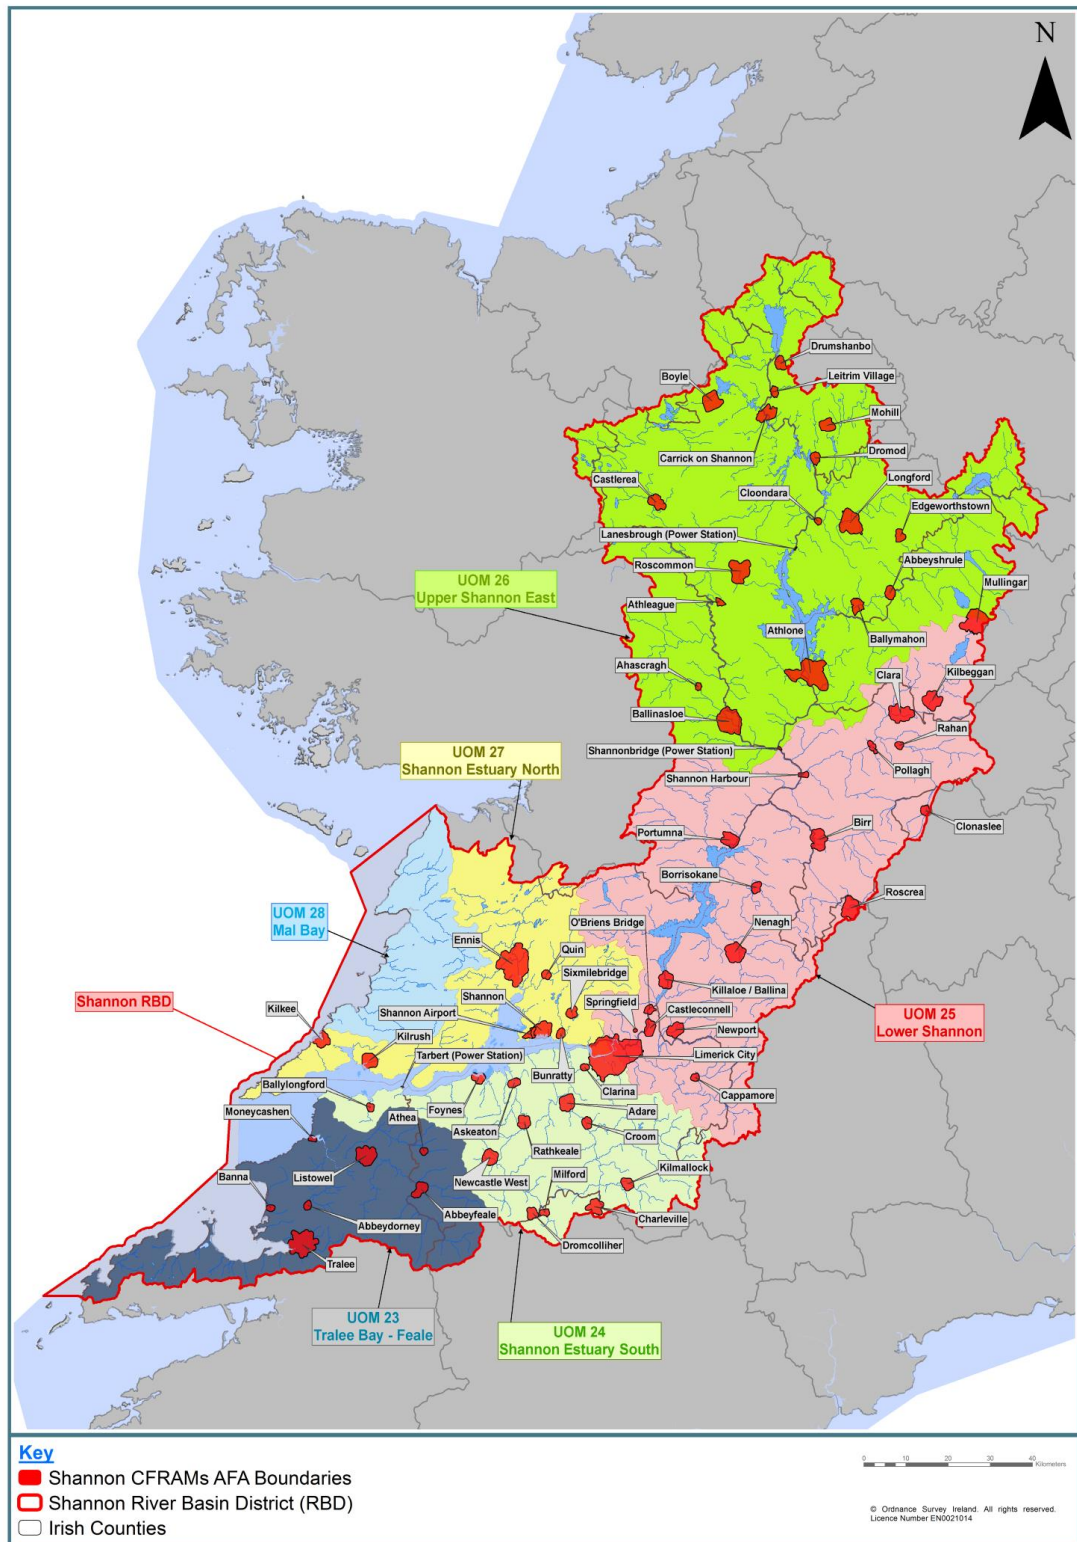 N
Drumshanbo
Leitrim Village
Boyle
Mohill
Carrick on Shannon
Dromod
Castlerea
Longford
Cloondara
Edgeworthstown
Lanesbrough (Power Station)
Roscommon
Abbeyshrule
UOM 26
Upper Shannon East
Mullingar
Athleague
Ballymahon
Athlone
Ahascragh
Clara
Kilbeggan
Ballinasloe
Rahan
Shannonbridge (Power Station)
Pollagh
UOM 27
Shannon Estuary North
Shannon Harbour
Clonaslee
Birr
Portumna
Borrisokane
Roscrea
O'Briens Bridge
UOM 28
Mal Bay
Ennis
Quin
Nenagh
Sixmilebridge
Killaloe / Ballina
Shannon
Springfield
Shannon RBD
Castleconnell
UOM 25
Lower Shannon
Kilkee
Shannon Airport
Newport
Kilrush
Tarbert (Power Station)
Limerick City
Bunratty
Ballylongford
Clarina
Cappamore
Moneycashen
Foynes
Adare
Athea
Askeaton
Croom
Rathkeale
Banna
Listowel
Newcastle West
Milford
Kilmallock
Abbeydorney
Abbeyfeale
Charleville
Dromcolliher
Tralee
UOM 23
Tralee Bay - Feale
UOM 24
Shannon Estuary South
Key
Shannon CFRAMs AFA Boundaries
Shannon River Basin District (RBD)
Irish Counties
0 5 10 20 30 40
Kilometers
© Ordnance Survey Ireland. All rights reserved.
Licence Number EN0021014